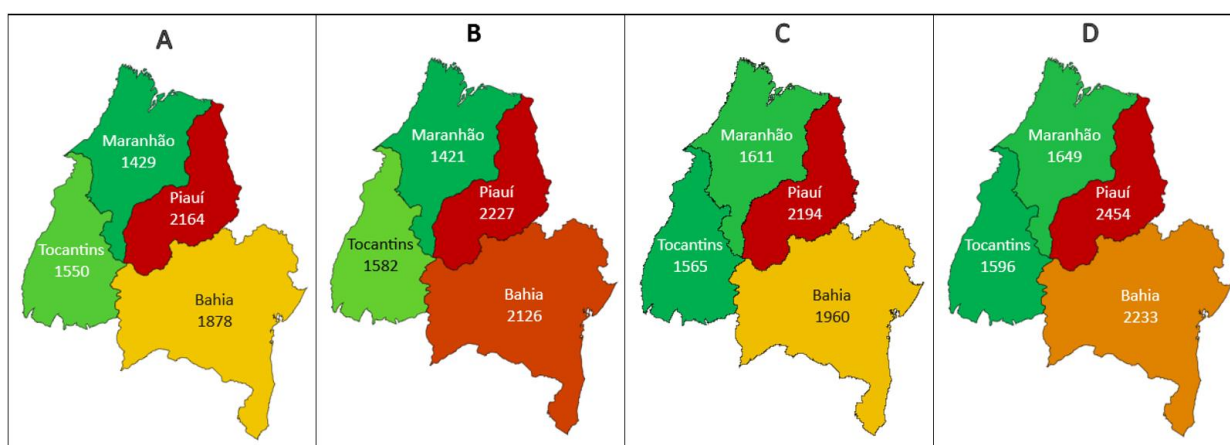 A
Maranhão
1429
Piauí
2164
Tocantins
1550
Bahia
1878
B
Maranhão
1421
Piauí
2227
Tocantins
1582
Bahia
2126
C
Maranhão
1611
Piauí
2194
Tocantins
1565
Bahia
1960
D
Maranhão
1649
Piauí
2454
Tocantins
1596
Bahia
2233